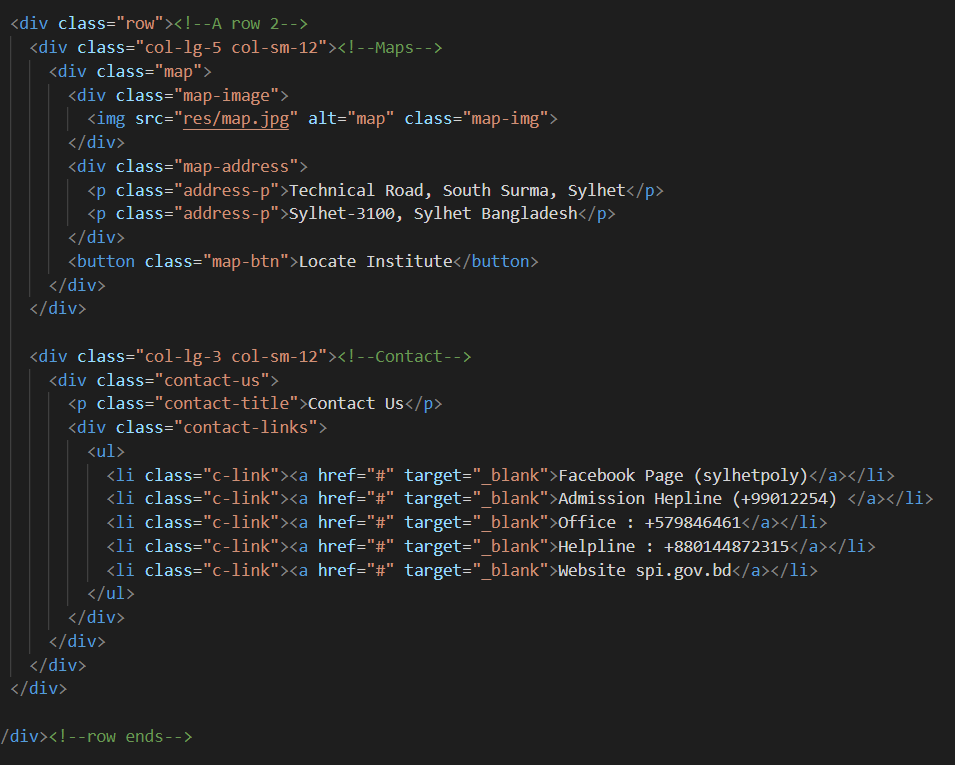 <div class="row"><!--A row 2-->
<div class="col-lg-5 col-sm-12"><!--Maps-->
<div class="map">
<div class="map-image">
<img src="res/map.jpg" alt="map" class="map-img">
</div>
<div class="map-address">
<p class="address-p">Technical Road, South Surma, Sylhet</p>
<p class="address-p">Sylhet-3100, Sylhet Bangladesh</p>
</div>
<button class="map-btn">Locate Institute</button>
</div>
</div>
<div class="col-lg-3 col-sm-12"><!--Contact-->
<div class="contact-us">
<p class="contact-title">Contact Us</p>
<div class="contact-links">
<ul>
<li class="c-link"><a href="#" target="_blank">Facebook Page (sylhetpoly)</a></li>
<li class="c-link"><a href="#" target="_blank">Admission Hepline (+99012254) </a></li>
<li class="c-link"><a href="#" target="_blank">Office : +579846461</a></li>
<li class="c-link"><a href="#" target="_blank">Helpline : +880144872315</a></li>
<li class="c-link"><a href="#" target="_blank">Website spi.gov.bd</a></li>
</ul>
</div>
</div>
</div>
</div>
/div><!--row ends-->